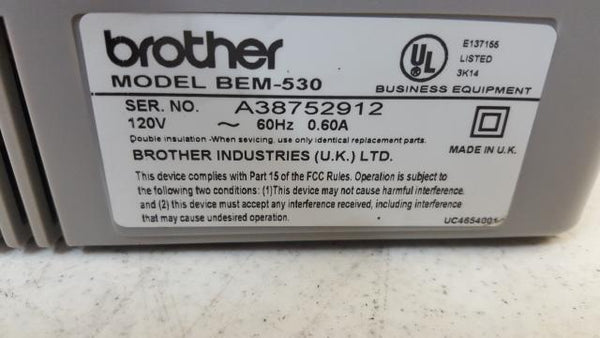 brother
MODEL BEM-530
UL
E137156
LISTED
3K14
BUSINESS EQUIPMENT
SER. NO. A38752912
120V ~ 60Hz 0.60A
Double insulation -When sevicing, use only identical replacement parts.
MADE IN U.K.
BROTHER INDUSTRIES (U.K.) LTD.
This device complies with Part 15 of the FCC Rules. Operation is subject to
the following two conditions: (1)This device may not cause harmful interference.
and (2) this device must accept any interference received, including interference
that may cause undesired operation.